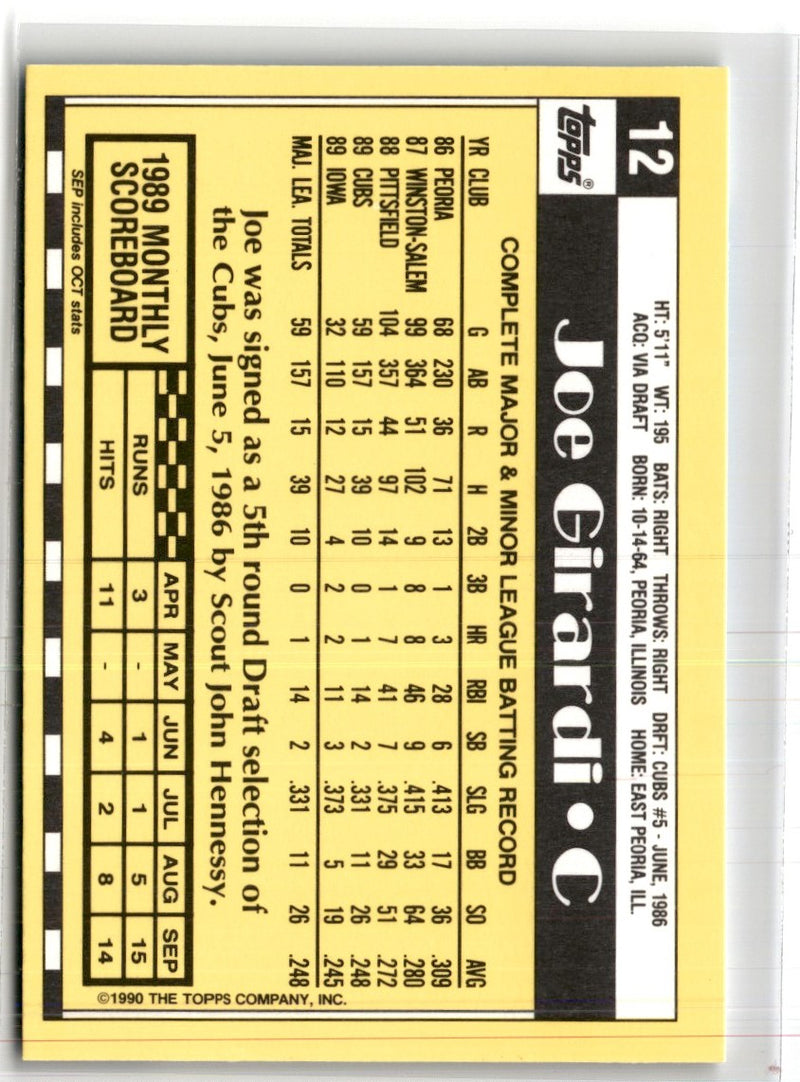 12
HT: 5'11" WT: 195 BATS: RIGHT THROWS: RIGHT DRFT: CUBS #5 - JUNE, 1986
ACQ: VIA DRAFT BORN: 10-14-64, PEORIA, ILLINOIS HOME: EAST PEORIA, ILL.
TOPPS®
Joe Girardi • C
COMPLETE MAJOR & MINOR LEAGUE BATTING RECORD
YR CLUB G AB R H 2B 3B HR RBI SB SLG BB SO AVG
86 PEORIA 68 230 36 71 13 1 3 28 6 .413 17 36 .309
87 WINSTON-SALEM 99 364 51 102 9 8 8 46 9 .415 33 64 .280
88 PITTSFIELD 104 357 44 97 14 1 7 41 7 .375 29 51 .272
89 CUBS 59 157 15 39 10 0 1 14 2 .331 11 26 .248
89 IOWA 32 110 12 27 4 2 2 11 3 .373 5 19 .245
MAJ. LEA. TOTALS 59 157 15 39 10 0 1 14 2 .331 11 26 .248
Joe was signed as a 5th round Draft selection of
the Cubs, June 5, 1986 by Scout John Hennessy.
1989 MONTHLY
SCOREBOARD
APR MAY JUN JUL AUG SEP
RUNS 3 - 1 1 5 15
HITS 11 - 4 2 8 14
SEP includes OCT stats
©1990 THE TOPPS COMPANY, INC.